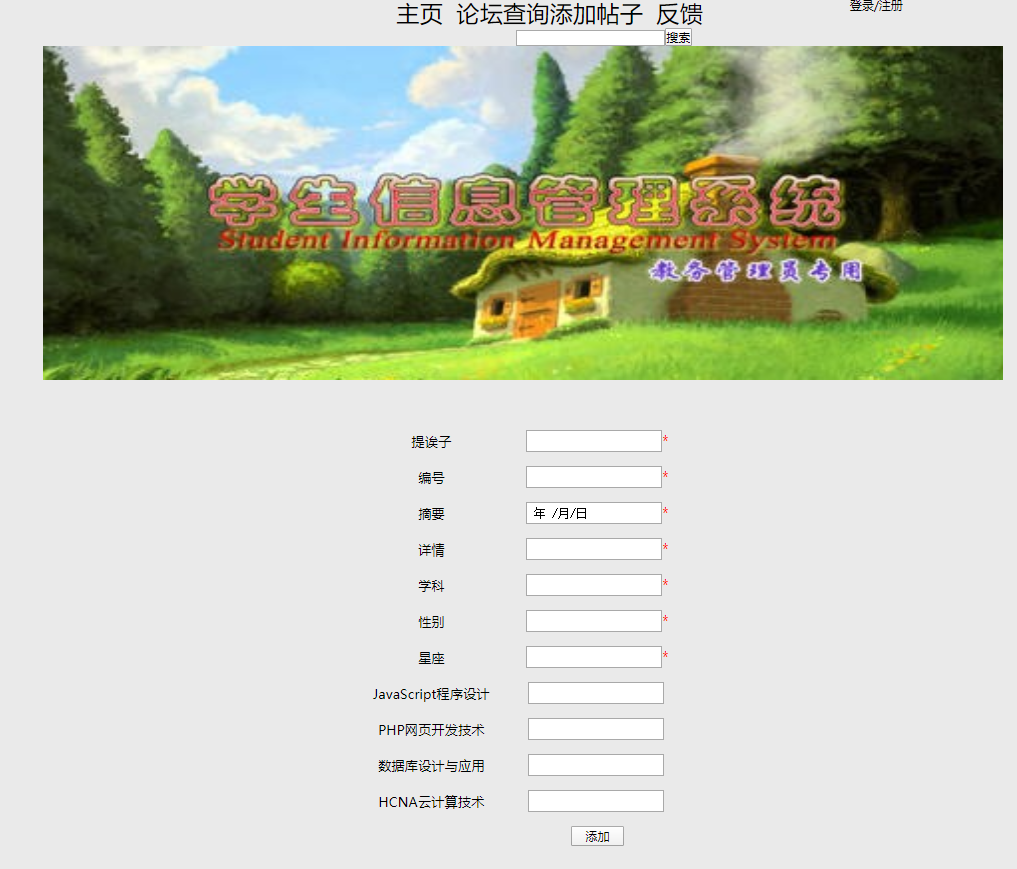 主页 论坛查询添加帖子 反馈
登录/注册
搜索
学生信息管理系统
Student Information Management System
教务管理员专用
提诶子 *
编号 *
摘要 年 /月/日 *
详情 *
学科 *
性别 *
星座 *
JavaScript程序设计
PHP网页开发技术
数据库设计与应用
HCNA云计算技术
添加